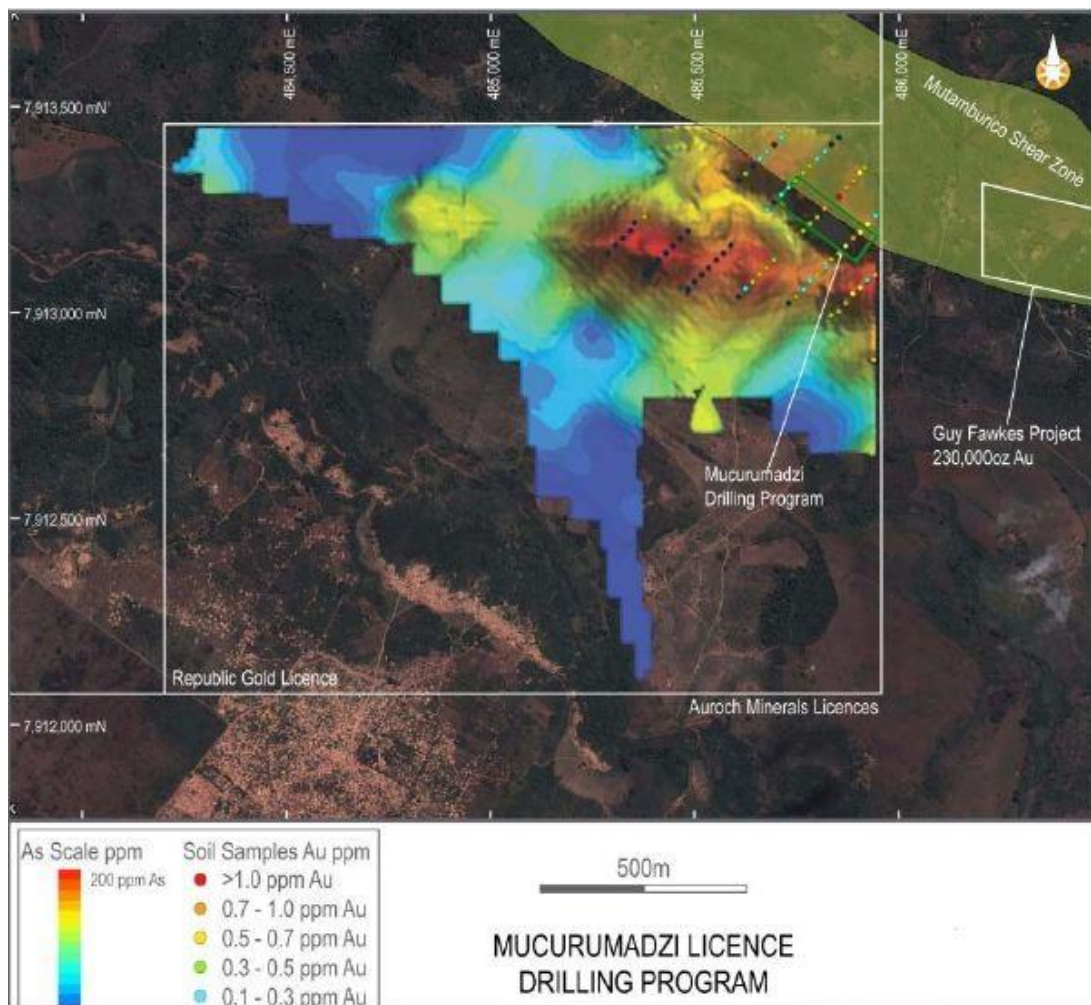 484,500 mE
485,000 mE
485,500 mE
486,000 mE
7,913,500 mN
7,913,000 mN
7,912,500 mN
7,912,000 mN
Mutamburico Shear Zone
Guy Fawkes Project
230,000oz Au
Mucurumadzi
Drilling Program
Republic Gold Licence
Auroch Minerals Licences
As Scale ppm
200 ppm As
Soil Samples Au ppm
>1.0 ppm Au
0.7 - 1.0 ppm Au
0.5 - 0.7 ppm Au
0.3 - 0.5 ppm Au
0.1 - 0.3 ppm Au
500m
MUCURUMADZI LICENCE
DRILLING PROGRAM